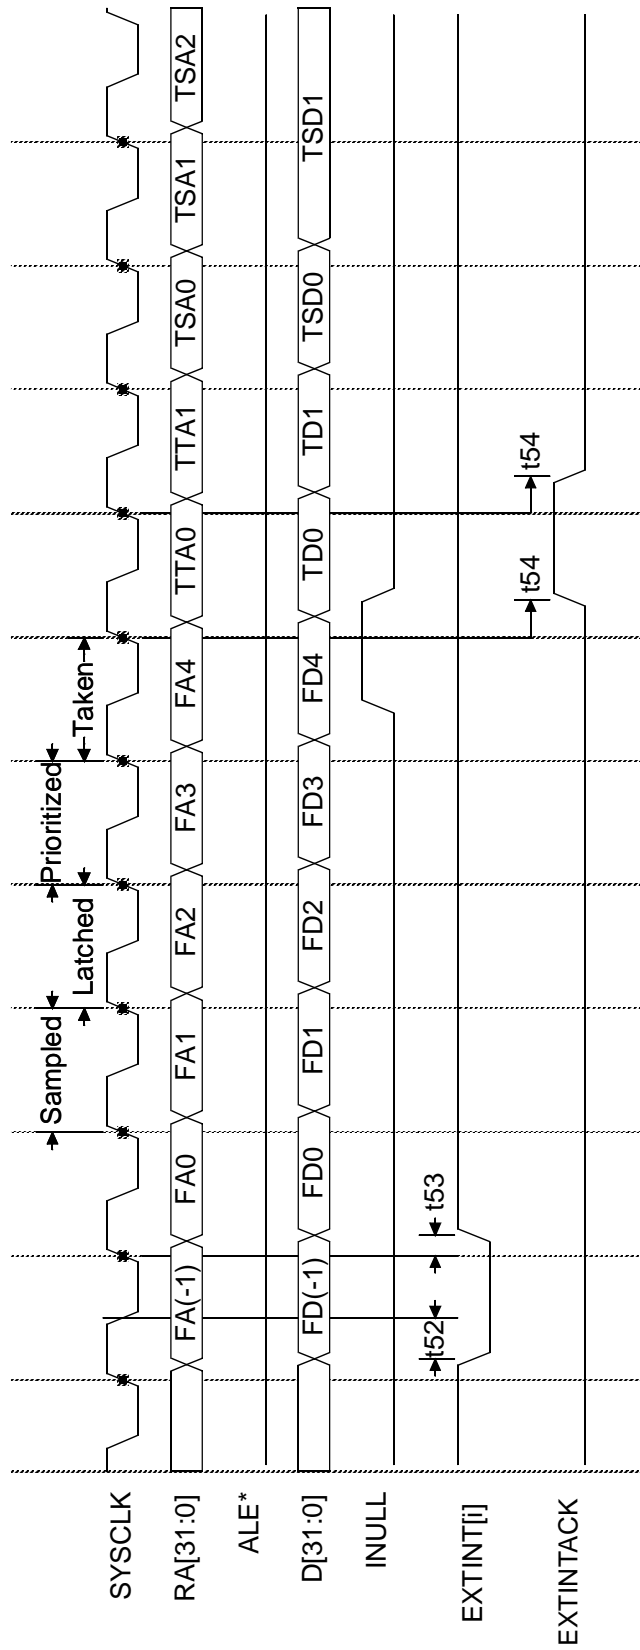 Sampled
Latched
Prioritized
Taken
SYSCLK
RA[31:0]
FA(-1)
FA0
FA1
FA2
FA3
FA4
TTA0
TTA1
TSA0
TSA1
TSA2
ALE*
D[31:0]
FD(-1)
FD0
FD1
FD2
FD3
FD4
TD0
TD1
TSD0
TSD1
INULL
EXTINT[i]
t52
t53
EXTINTACK
t54
t54